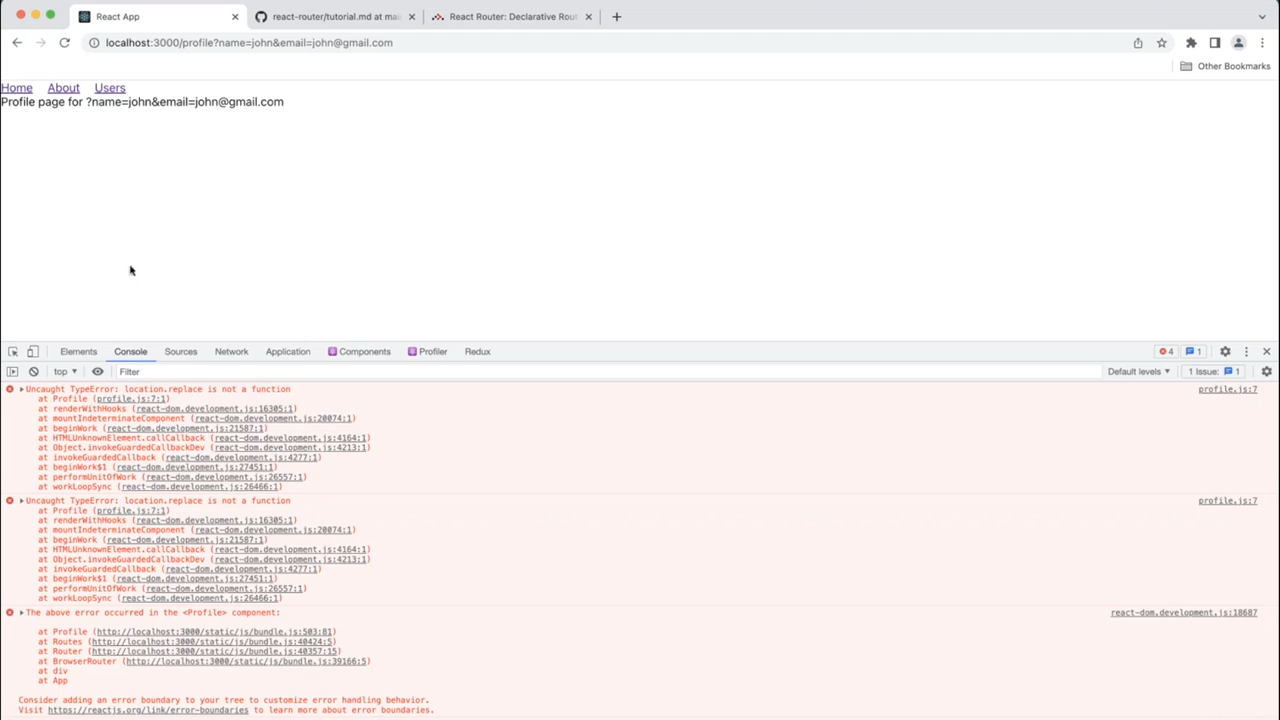 React App
react-router/tutorial.md at mai
React Router: Declarative Rou
localhost:3000/profile?name=john&email=john@gmail.com
Other Bookmarks
Home About Users
Profile page for ?name=john&email=john@gmail.com
Elements Console Sources Network Application Components Profiler Redux 4 1
top Filter Default levels 1 Issue: 1
Uncaught TypeError: location.replace is not a function profile.js:7
at Profile (profile.js:7:1)
at renderWithHooks (react-dom.development.js:16305:1)
at mountIndeterminateComponent (react-dom.development.js:20074:1)
at beginWork (react-dom.development.js:21587:1)
at HTMLUnknownElement.callCallback (react-dom.development.js:4164:1)
at Object.invokeGuardedCallbackDev (react-dom.development.js:4213:1)
at invokeGuardedCallback (react-dom.development.js:4277:1)
at beginWork$1 (react-dom.development.js:27451:1)
at performUnitOfWork (react-dom.development.js:26557:1)
at workLoopSync (react-dom.development.js:26466:1)
Uncaught TypeError: location.replace is not a function profile.js:7
at Profile (profile.js:7:1)
at renderWithHooks (react-dom.development.js:16305:1)
at mountIndeterminateComponent (react-dom.development.js:20074:1)
at beginWork (react-dom.development.js:21587:1)
at HTMLUnknownElement.callCallback (react-dom.development.js:4164:1)
at Object.invokeGuardedCallbackDev (react-dom.development.js:4213:1)
at invokeGuardedCallback (react-dom.development.js:4277:1)
at beginWork$1 (react-dom.development.js:27451:1)
at performUnitOfWork (react-dom.development.js:26557:1)
at workLoopSync (react-dom.development.js:26466:1)
The above error occurred in the <Profile> component: react-dom.development.js:18687
at Profile (http://localhost:3000/static/js/bundle.js:503:81)
at Routes (http://localhost:3000/static/js/bundle.js:40424:5)
at Router (http://localhost:3000/static/js/bundle.js:40357:15)
at BrowserRouter (http://localhost:3000/static/js/bundle.js:39166:5)
at div
at App
Consider adding an error boundary to your tree to customize error handling behavior.
Visit https://reactjs.org/link/error-boundaries to learn more about error boundaries.